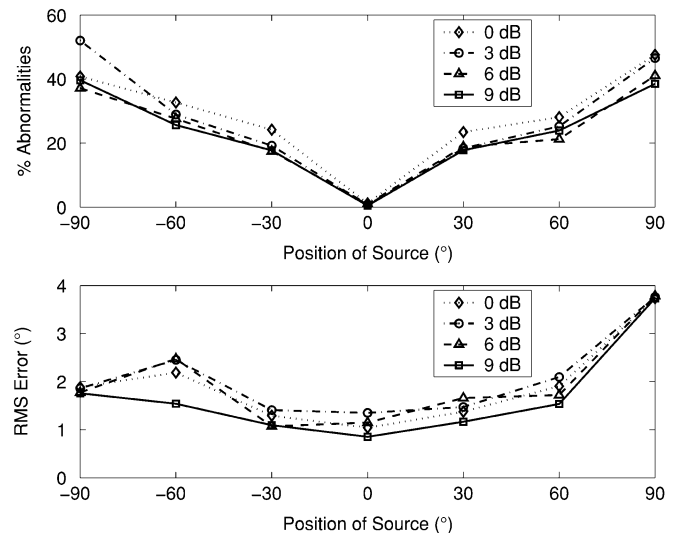 60
40
20
0
% Abnormalities
0 dB
3 dB
6 dB
9 dB
−90 −60 −30 0 30 60 90
Position of Source (°)
4
3
2
1
0
RMS Error (°)
0 dB
3 dB
6 dB
9 dB
−90 −60 −30 0 30 60 90
Position of Source (°)